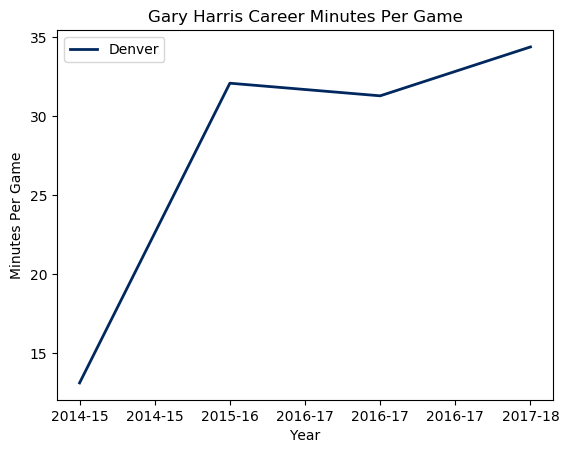 Gary Harris Career Minutes Per Game
Denver
35
30
25
20
15
Minutes Per Game
2014-15 2014-15 2015-16 2016-17 2016-17 2016-17 2017-18
Year